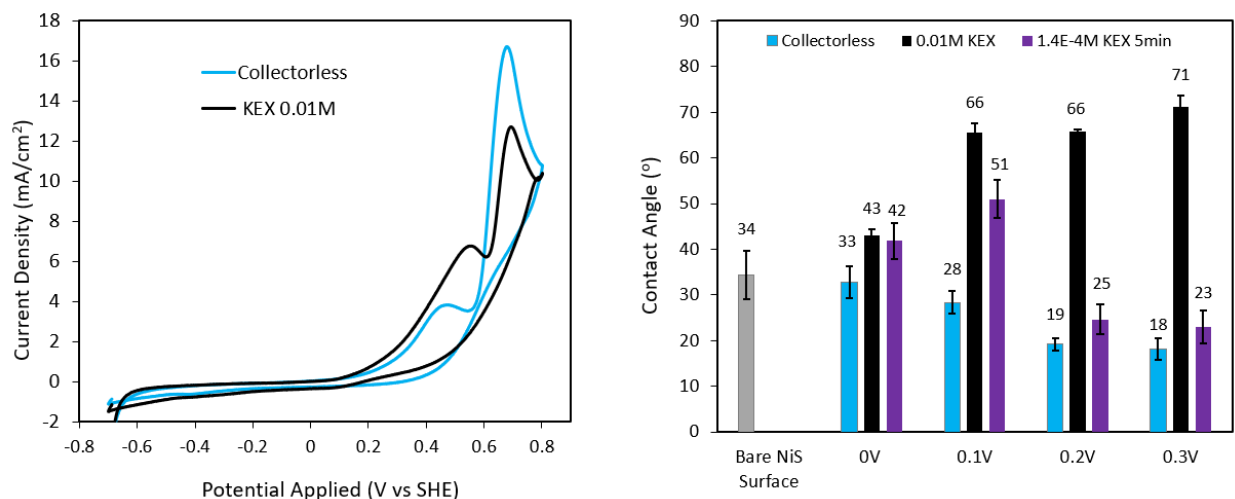 18
16
14
12
10
8
6
4
2
0
-2
Current Density (mA/cm²)
Collectorless
KEX 0.01M
-0.8 -0.6 -0.4 -0.2 0 0.2 0.4 0.6 0.8
Potential Applied (V vs SHE)
90
80
70
60
50
40
30
20
10
0
Contact Angle (°)
Collectorless 0.01M KEX 1.4E-4M KEX 5min
34
33 43 42
28 66 51
19 66 25
18 71 23
Bare NiS 0V 0.1V 0.2V 0.3V
Surface